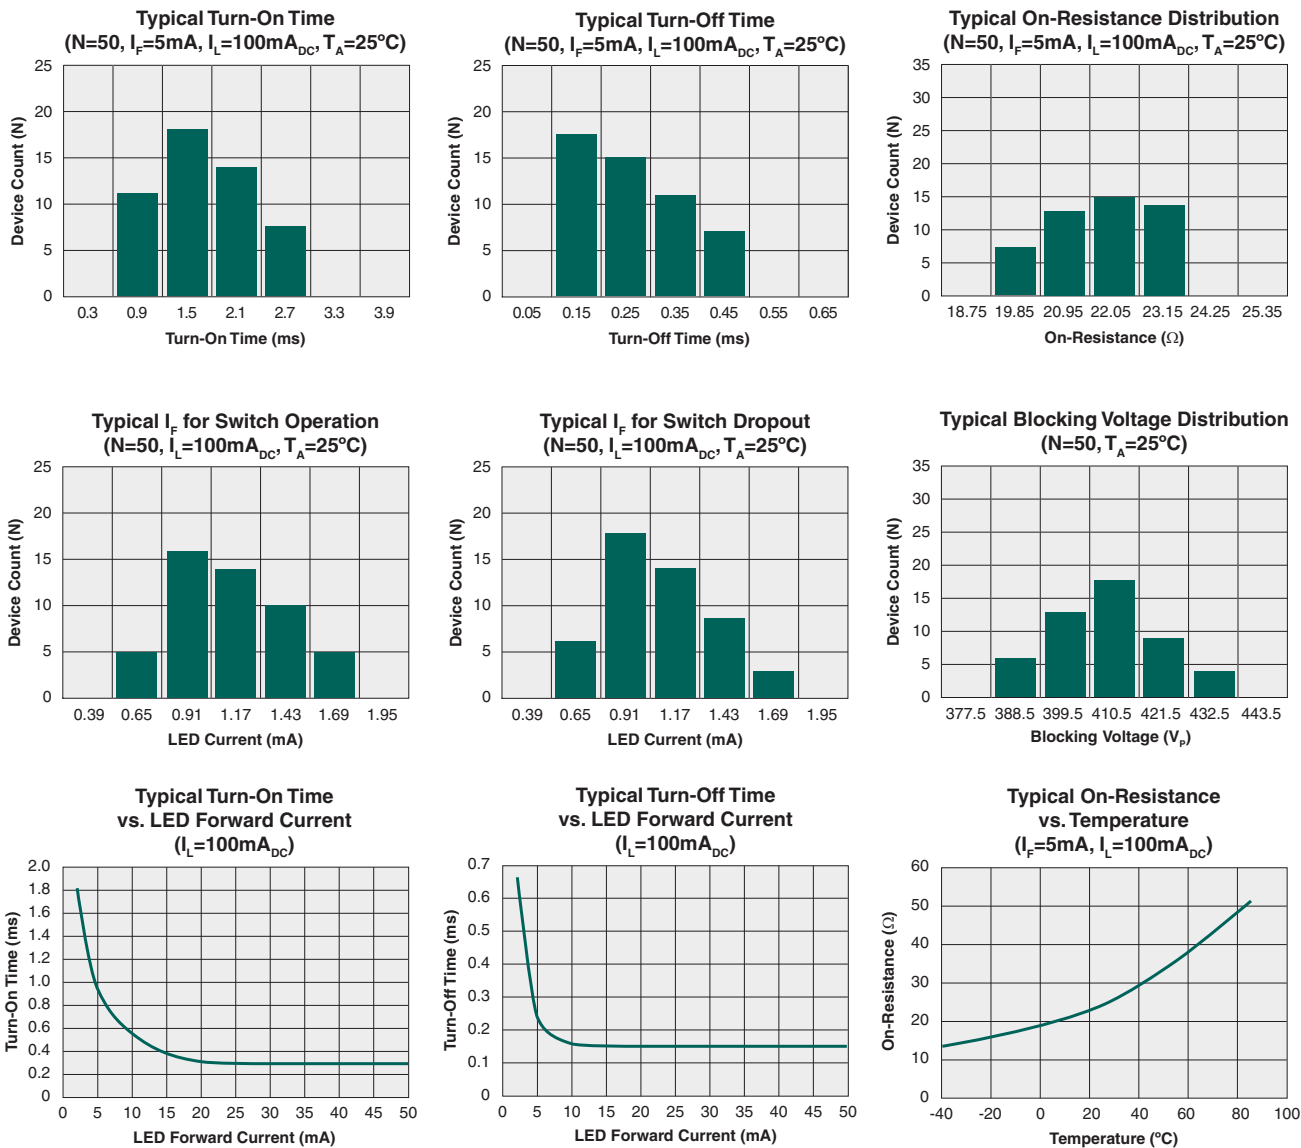 Typical Turn-On Time
(N=50, IF=5mA, IL=100mADC, TA=25ºC)
25
20
15
10
5
0
Device Count (N)
0.3 0.9 1.5 2.1 2.7 3.3 3.9
Turn-On Time (ms)
Typical Turn-Off Time
(N=50, IF=5mA, IL=100mADC, TA=25ºC)
25
20
15
10
5
0
Device Count (N)
0.05 0.15 0.25 0.35 0.45 0.55 0.65
Turn-Off Time (ms)
Typical On-Resistance Distribution
(N=50, IF=5mA, IL=100mADC, TA=25ºC)
35
30
25
20
15
10
5
0
Device Count (N)
18.75 19.85 20.95 22.05 23.15 24.25 25.35
On-Resistance (Ω)
Typical IF for Switch Operation
(N=50, IL=100mADC, TA=25ºC)
25
20
15
10
5
0
Device Count (N)
0.39 0.65 0.91 1.17 1.43 1.69 1.95
LED Current (mA)
Typical IF for Switch Dropout
(N=50, IL=100mADC, TA=25ºC)
25
20
15
10
5
0
Device Count (N)
0.39 0.65 0.91 1.17 1.43 1.69 1.95
LED Current (mA)
Typical Blocking Voltage Distribution
(N=50, TA=25ºC)
35
30
25
20
15
10
5
0
Device Count (N)
377.5 388.5 399.5 410.5 421.5 432.5 443.5
Blocking Voltage (VP)
Typical Turn-On Time
vs. LED Forward Current
(IL=100mADC)
2.0
1.8
1.6
1.4
1.2
1.0
0.8
0.6
0.4
0.2
0
Turn-On Time (ms)
0 5 10 15 20 25 30 35 40 45 50
LED Forward Current (mA)
Typical Turn-Off Time
vs. LED Forward Current
(IL=100mADC)
0.7
0.6
0.5
0.4
0.3
0.2
0.1
0
Turn-Off Time (ms)
0 5 10 15 20 25 30 35 40 45 50
LED Forward Current (mA)
Typical On-Resistance
vs. Temperature
(IF=5mA, IL=100mADC)
60
50
40
30
20
10
0
On-Resistance (Ω)
-40 -20 0 20 40 60 80 100
Temperature (ºC)